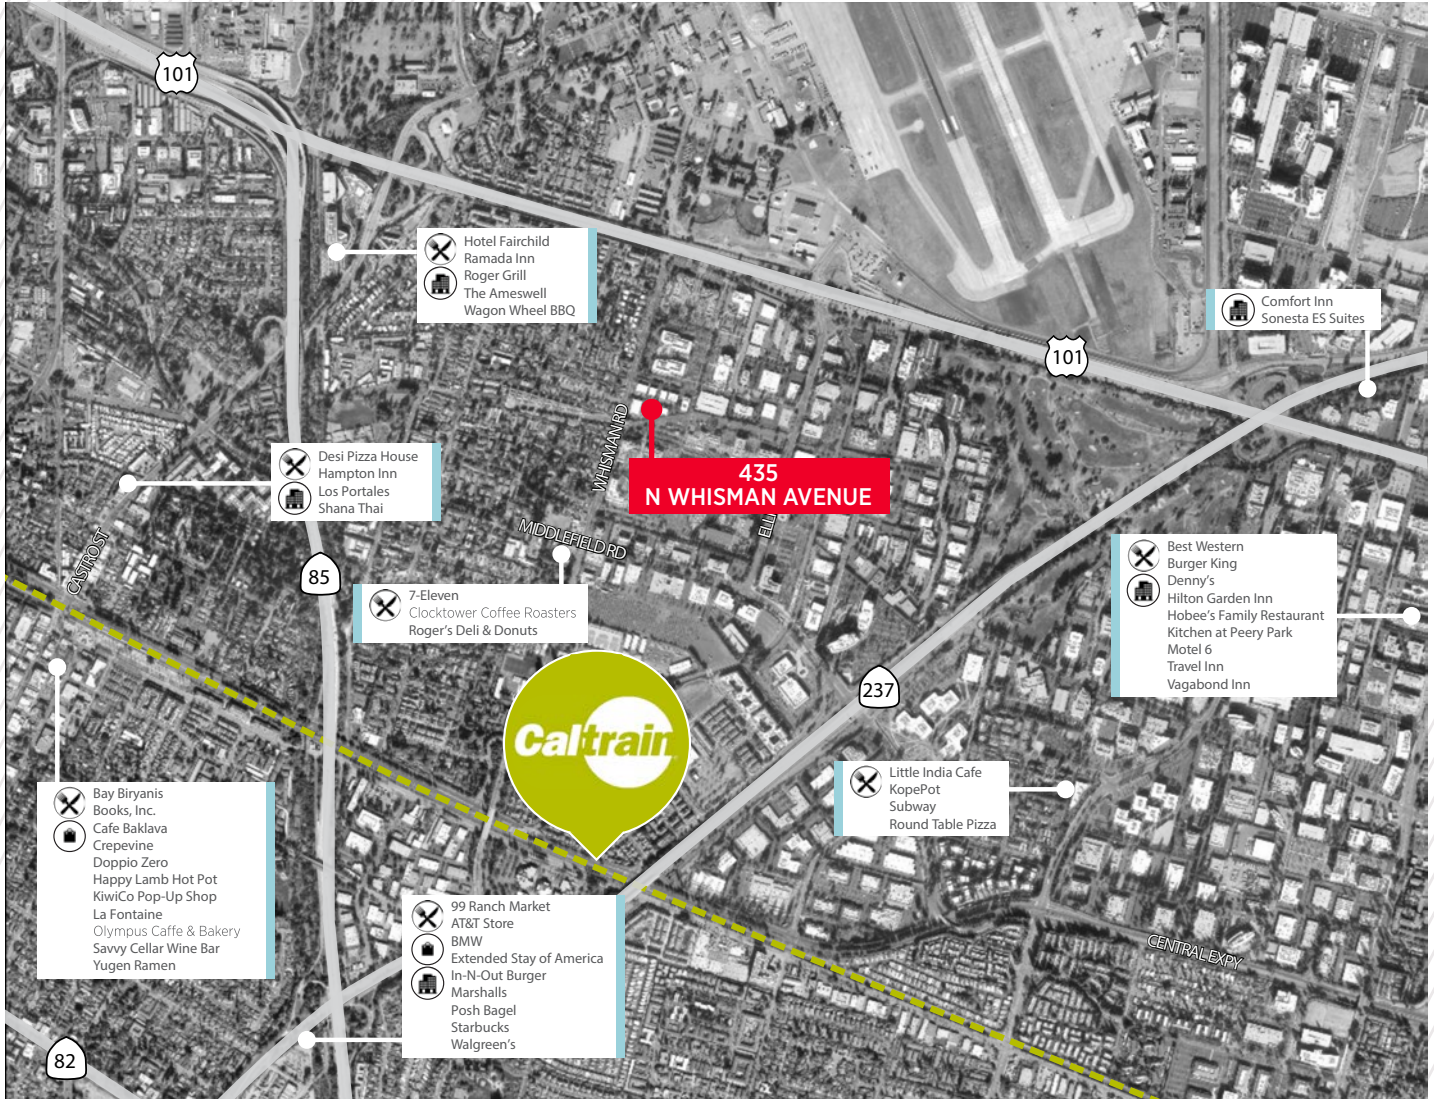 101
Hotel Fairchild
Ramada Inn
Roger Grill
The Ameswell
Wagon Wheel BBQ
Comfort Inn
Sonesta ES Suites
101
WHISMAN RD
435
N WHISMAN AVENUE
Desi Pizza House
Hampton Inn
Los Portales
Shana Thai
MIDDLEFIELD RD
CASTRO ST
85
Best Western
Burger King
Denny's
Hilton Garden Inn
Hobee's Family Restaurant
Kitchen at Peery Park
Motel 6
Travel Inn
Vagabond Inn
7-Eleven
Clocktower Coffee Roasters
Roger's Deli & Donuts
237
Caltrain
Little India Cafe
KopePot
Subway
Round Table Pizza
Bay Biryanis
Books, Inc.
Cafe Baklava
Crepevine
Doppio Zero
Happy Lamb Hot Pot
KiwiCo Pop-Up Shop
La Fontaine
Olympus Caffe & Bakery
Savvy Cellar Wine Bar
Yugen Ramen
99 Ranch Market
AT&T Store
BMW
Extended Stay of America
In-N-Out Burger
Marshalls
Posh Bagel
Starbucks
Walgreen's
CENTRAL EXPY
82